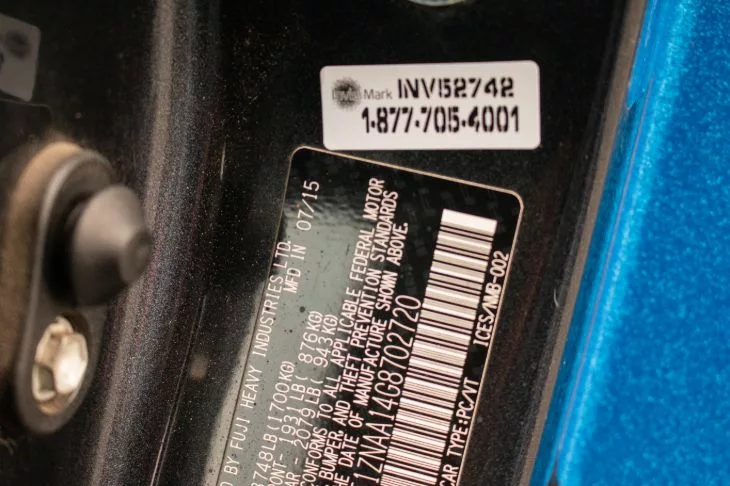 Mark INV52742
1-877-705-4001
D BY FUJI HEAVY INDUSTRIES LTD.
MFD IN 07/15
3748LB(1700KG)
ONT- 1931LB( 876KG)
AR - 2079LB( 943KG)
CONFORMS TO ALL APPLICABLE FEDERAL MOTOR
BUMPER, AND THEFT PREVENTION STANDARDS
THE DATE OF MANUFACTURE SHOWN ABOVE.
1ZNAA14G8702720
CAR TYPE:PC/VT ICES/NMB-002